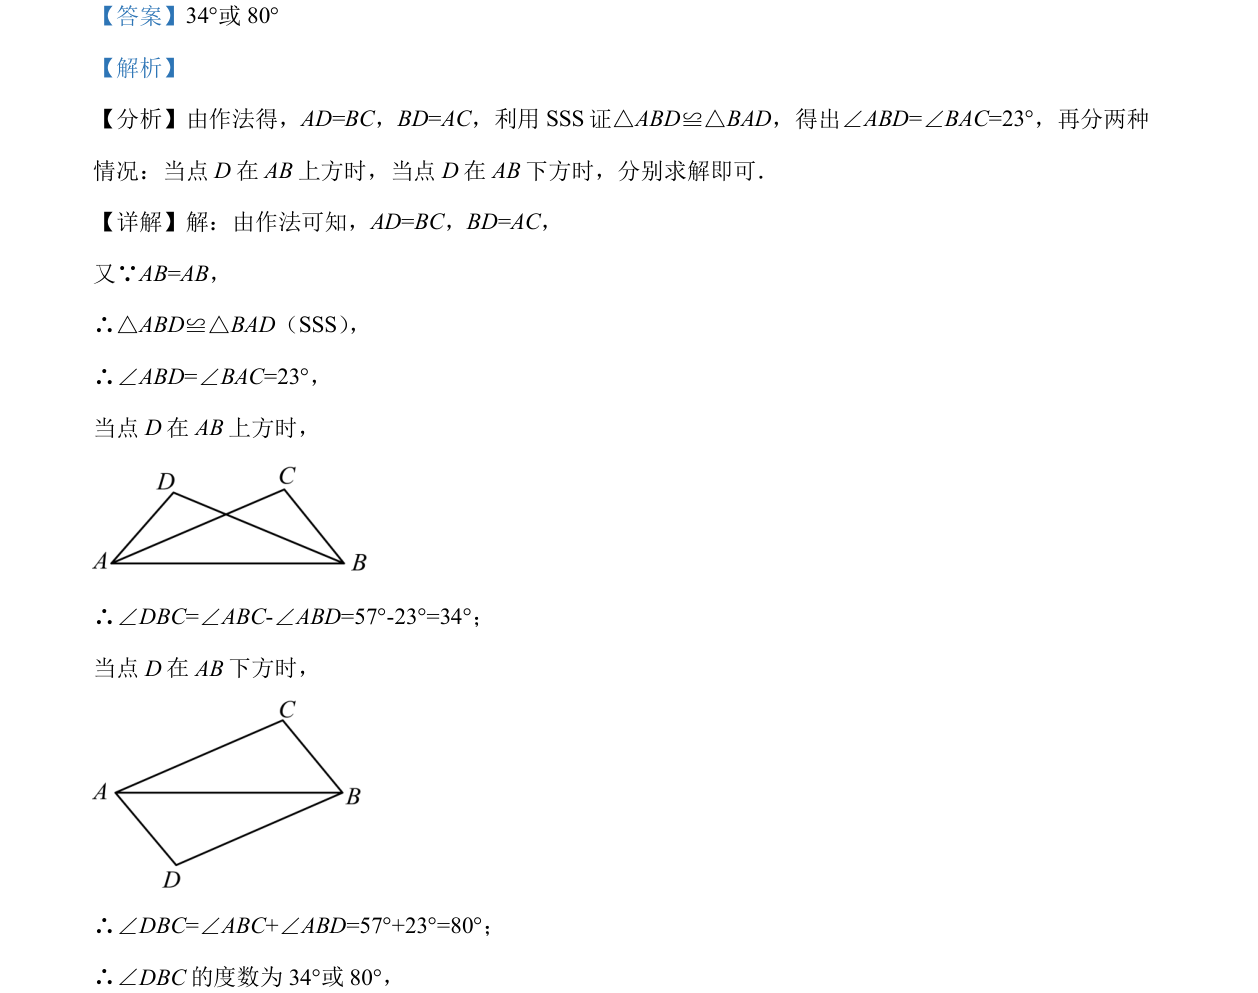 【答案】34°或 80°
【解析】
【分析】由作法得，AD=BC，BD=AC，利用 SSS 证△ABD≌△BAD，得出∠ABD=∠BAC=23°，再分两种
情况：当点 D 在 AB 上方时，当点 D 在 AB 下方时，分别求解即可．
【详解】解：由作法可知，AD=BC，BD=AC，
又∵AB=AB，
∴△ABD≌△BAD（SSS），
∴∠ABD=∠BAC=23°，
当点 D 在 AB 上方时，
D
C
A
B
∴∠DBC=∠ABC-∠ABD=57°-23°=34°；
当点 D 在 AB 下方时，
C
A
B
D
∴∠DBC=∠ABC+∠ABD=57°+23°=80°；
∴∠DBC 的度数为 34°或 80°，